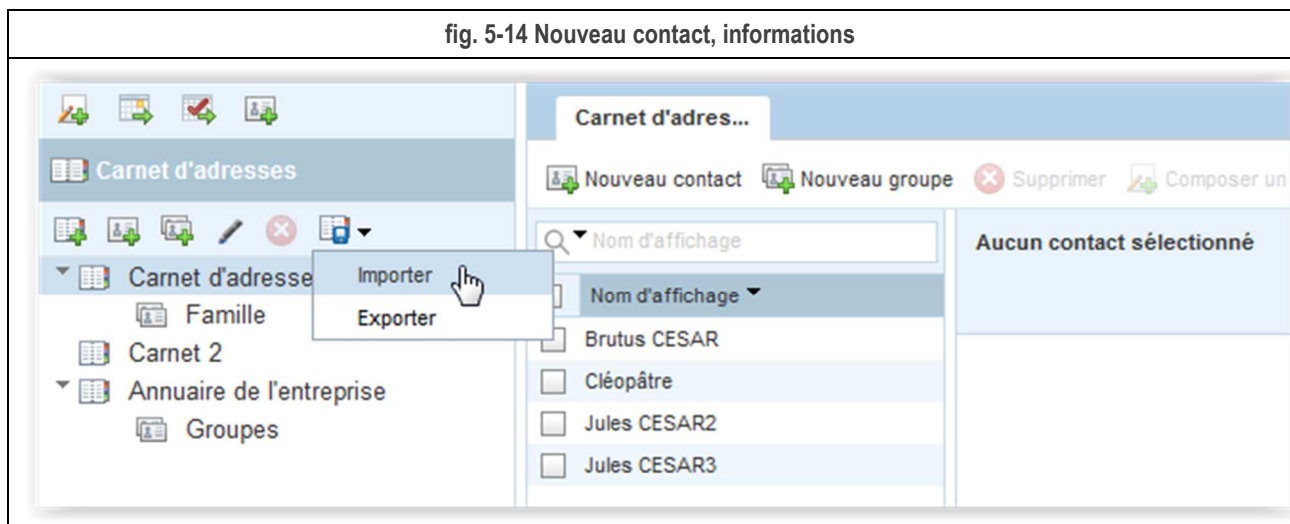 fig. 5-14 Nouveau contact, informations
Carnet d'adresses
Importer
Exporter
Carnet d'adresse
Famille
Carnet 2
Annuaire de l'entreprise
Groupes
Carnet d'adres...
Nouveau contact Nouveau groupe Supprimer Composer un
Nom d'affichage
Nom d'affichage
Brutus CESAR
Cléopâtre
Jules CESAR2
Jules CESAR3
Aucun contact sélectionné